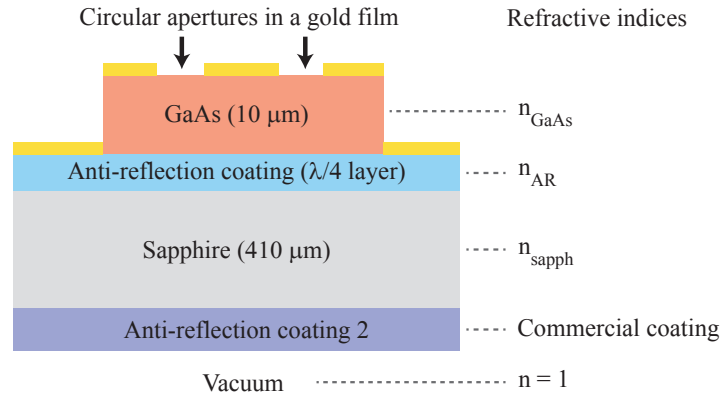 Circular apertures in a gold film
Refractive indices
GaAs (10 μm)
n_GaAs
Anti-reflection coating (λ/4 layer)
n_AR
Sapphire (410 μm)
n_sapph
Anti-reflection coating 2
Commercial coating
Vacuum
n = 1